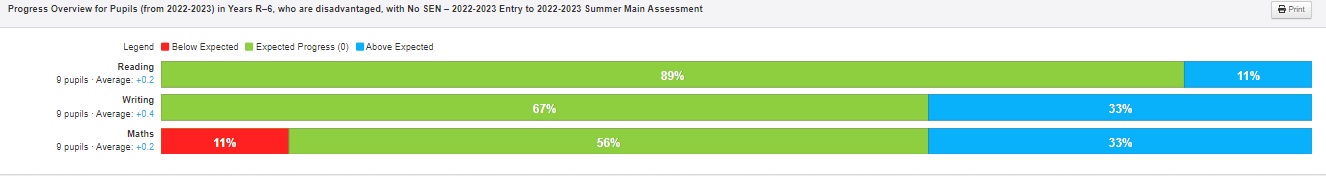 Progress Overview for Pupils (from 2022-2023) in Years R–6, who are disadvantaged, with No SEN – 2022-2023 Entry to 2022-2023 Summer Main Assessment
Print
Legend Below Expected Expected Progress (0) Above Expected
Reading
9 pupils · Average: +0.2
89% 11%
Writing
9 pupils · Average: +0.4
67% 33%
Maths
9 pupils · Average: +0.2
11% 56% 33%